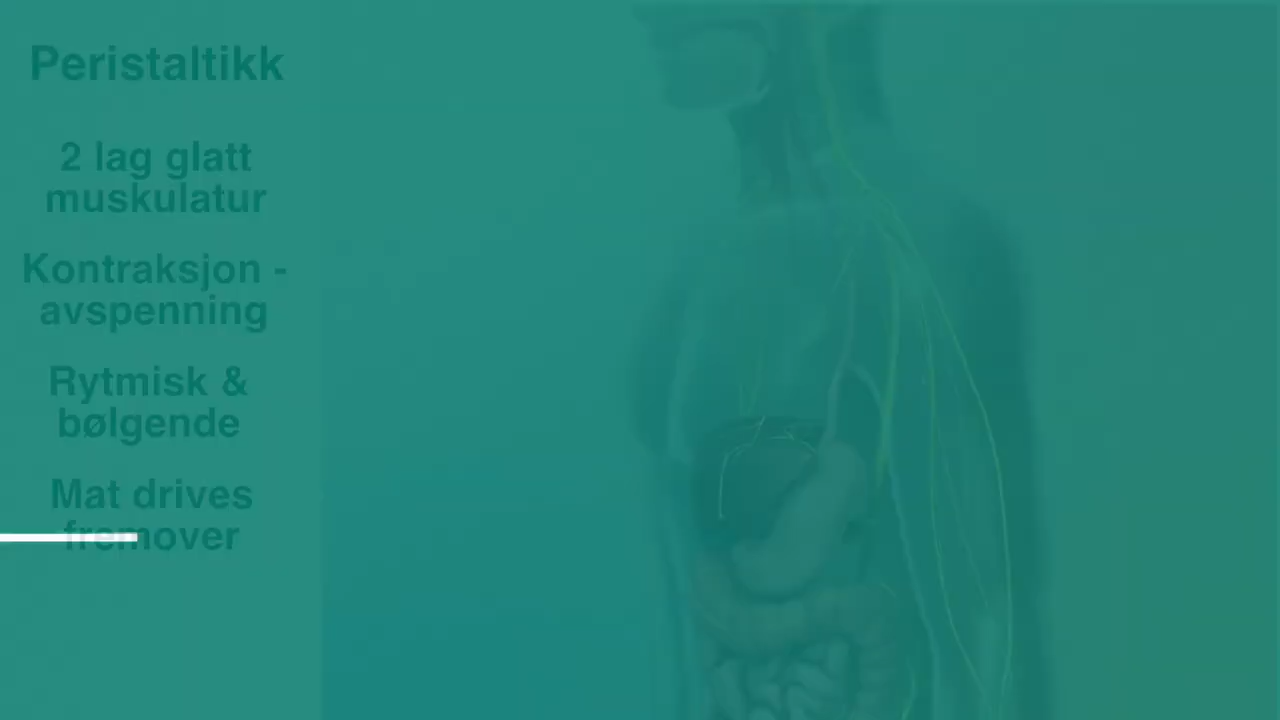 Peristaltikk
2 lag glatt
muskulatur
Kontraksjon -
avspenning
Rytmisk &
bølgende
Mat drives
fremover